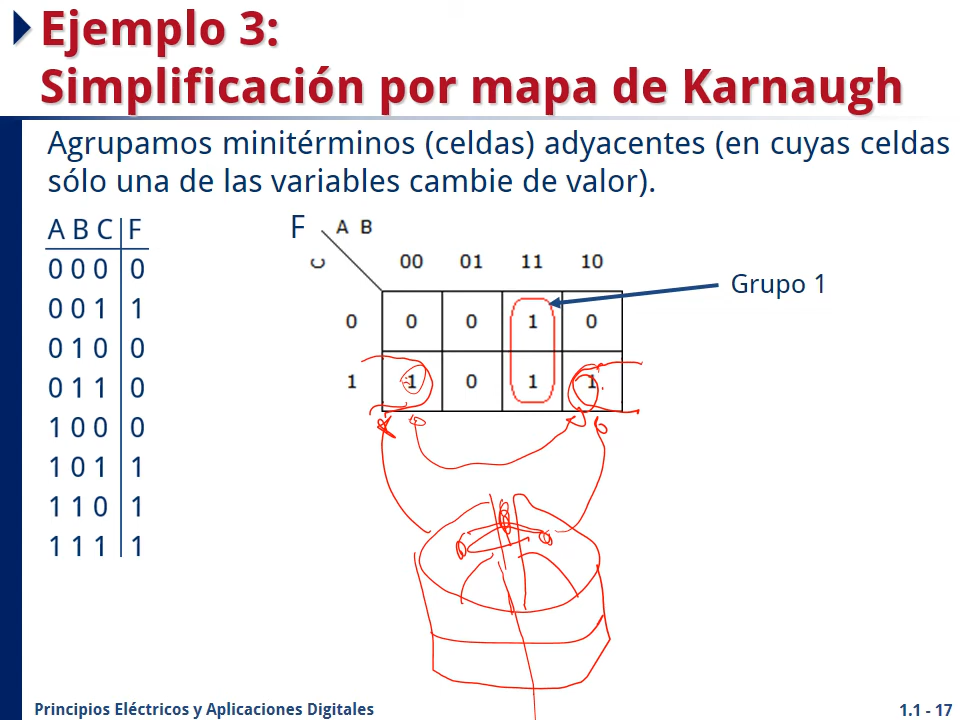 Ejemplo 3:
Simplificación por mapa de Karnaugh
Agrupamos minitérminos (celdas) adyacentes (en cuyas celdas
sólo una de las variables cambie de valor).
A B C F
0 0 0 0
0 0 1 1
0 1 0 0
0 1 1 0
1 0 0 0
1 0 1 1
1 1 0 1
1 1 1 1
F A B
C 00 01 11 10
Grupo 1
0 0 0 1 0
1 1 0 1 1
Principios Eléctricos y Aplicaciones Digitales
1.1 - 17